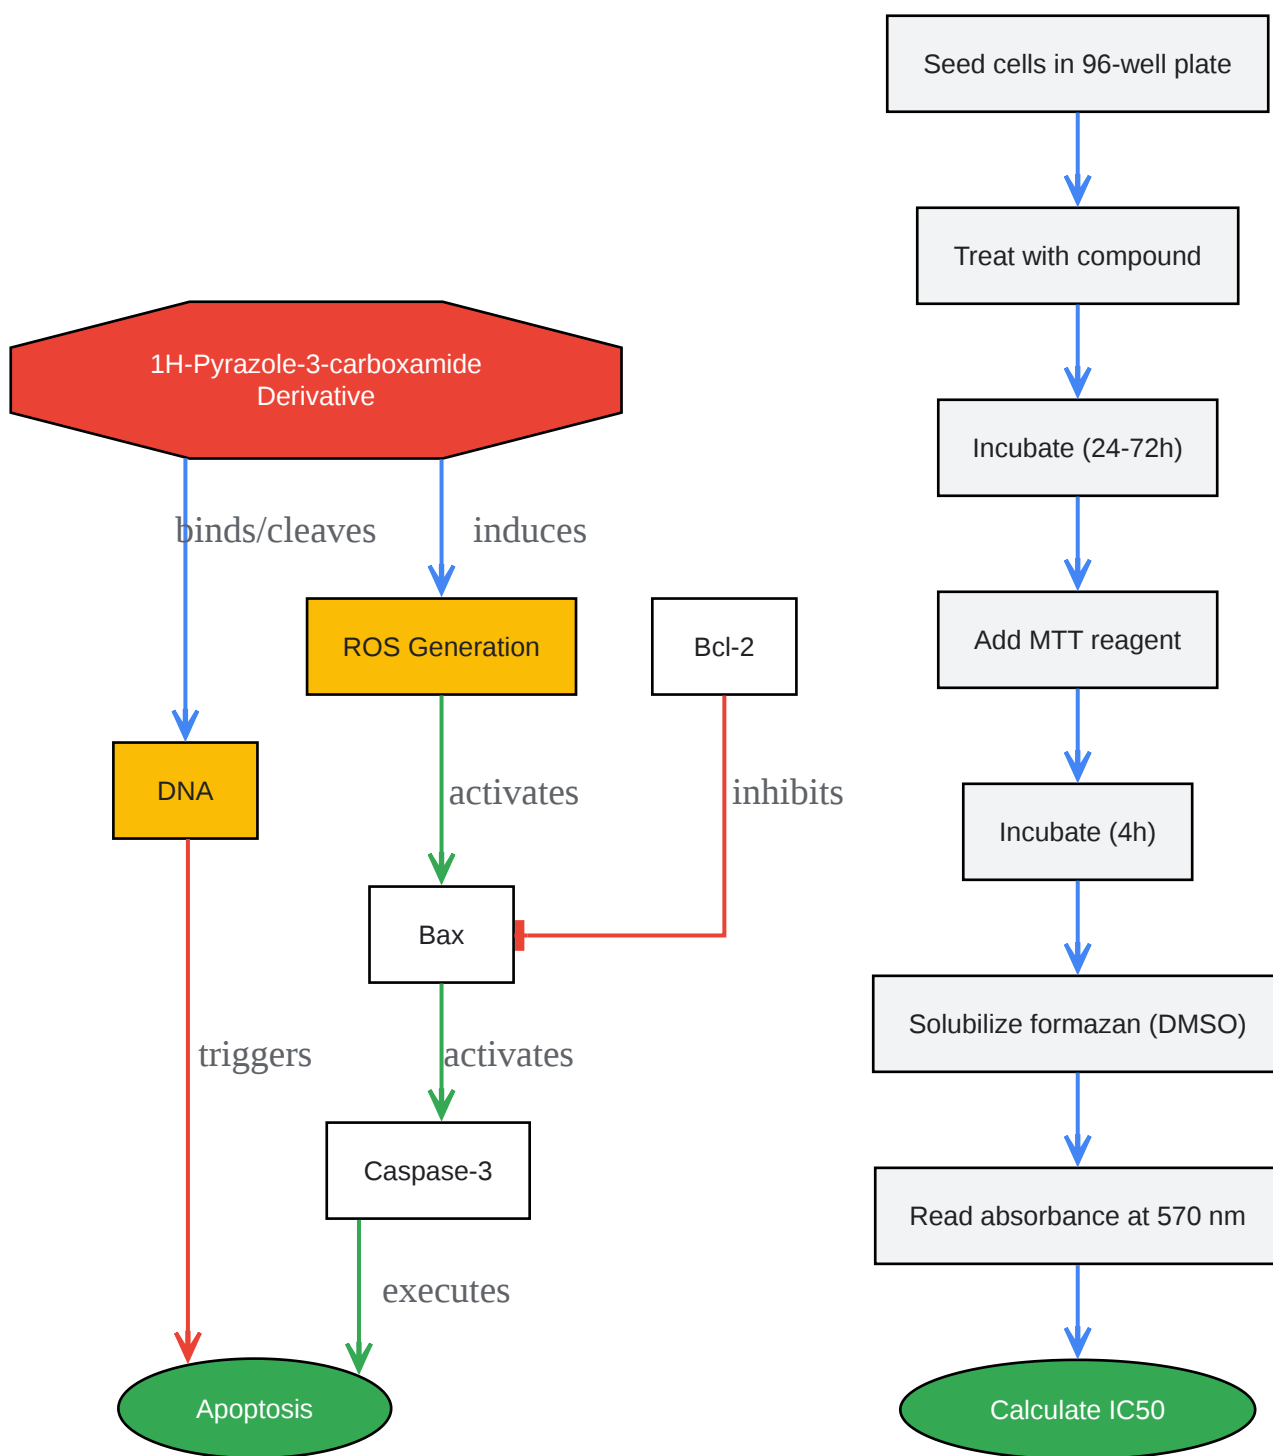 1H-Pyrazole-3-carboxamide
Derivative
binds/cleaves
induces
ROS Generation
Bcl-2
DNA
activates
inhibits
Bax
triggers
activates
Caspase-3
executes
Apoptosis
Seed cells in 96-well plate
Treat with compound
Incubate (24-72h)
Add MTT reagent
Incubate (4h)
Solubilize formazan (DMSO)
Read absorbance at 570 nm
Calculate IC50